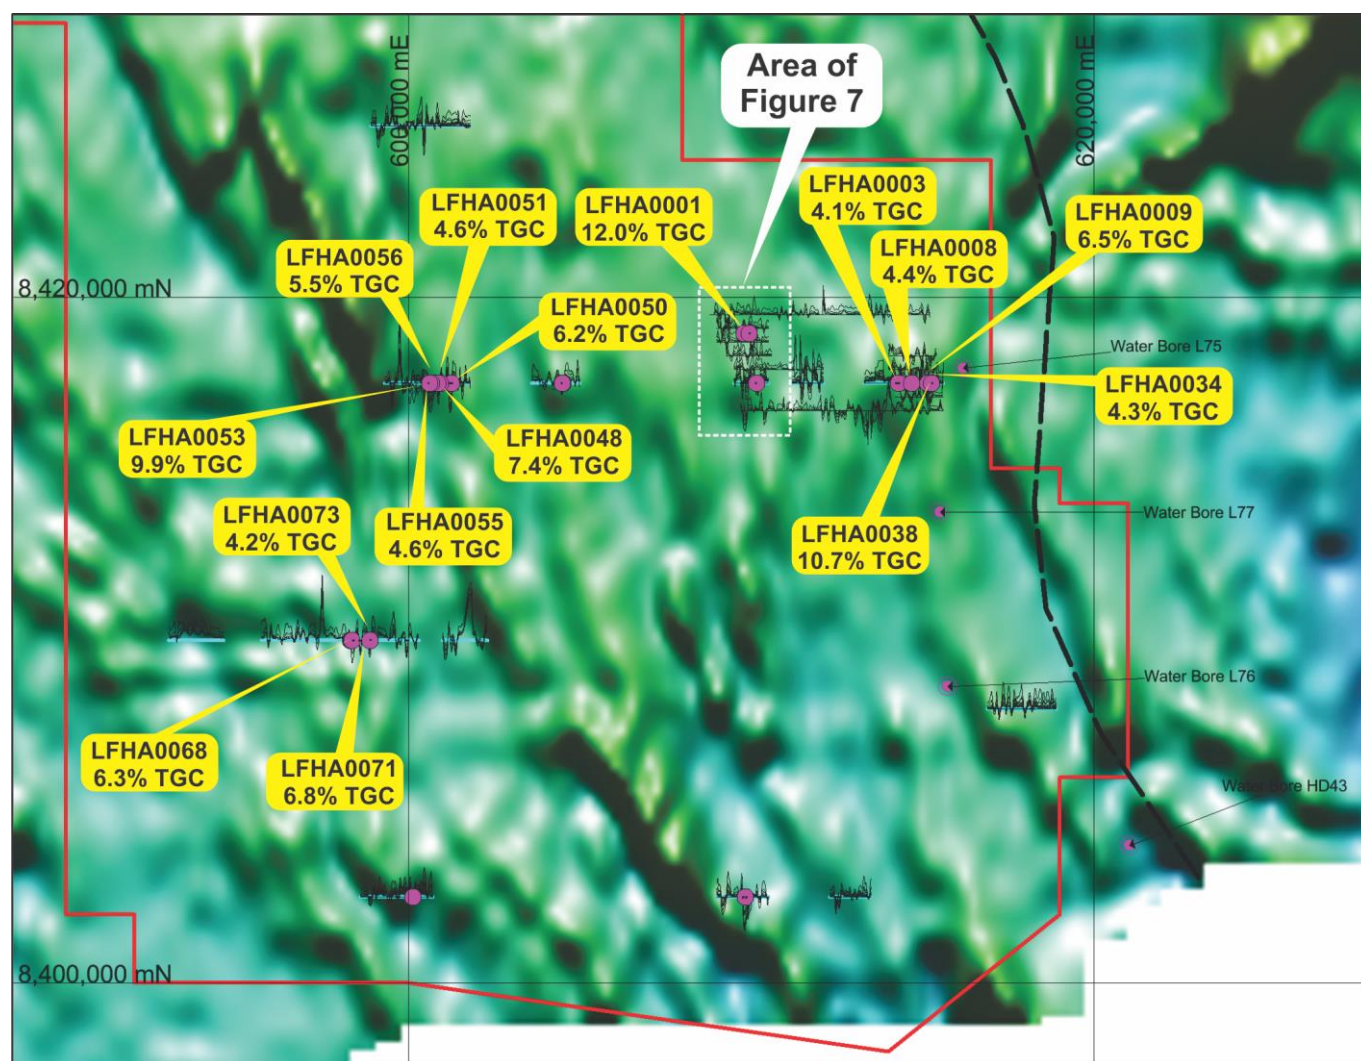 600,000 mE
620,000 mE
Area of
Figure 7
LFHA0051
4.6% TGC
LFHA0001
12.0% TGC
LFHA0003
4.1% TGC
LFHA0009
6.5% TGC
LFHA0056
5.5% TGC
LFHA0008
4.4% TGC
8,420,000 mN
LFHA0050
6.2% TGC
Water Bore L75
LFHA0034
4.3% TGC
LFHA0053
9.9% TGC
LFHA0048
7.4% TGC
LFHA0073
4.2% TGC
LFHA0055
4.6% TGC
LFHA0038
10.7% TGC
Water Bore L77
Water Bore L76
LFHA0068
6.3% TGC
LFHA0071
6.8% TGC
Water Bore HD43
8,400,000 mN